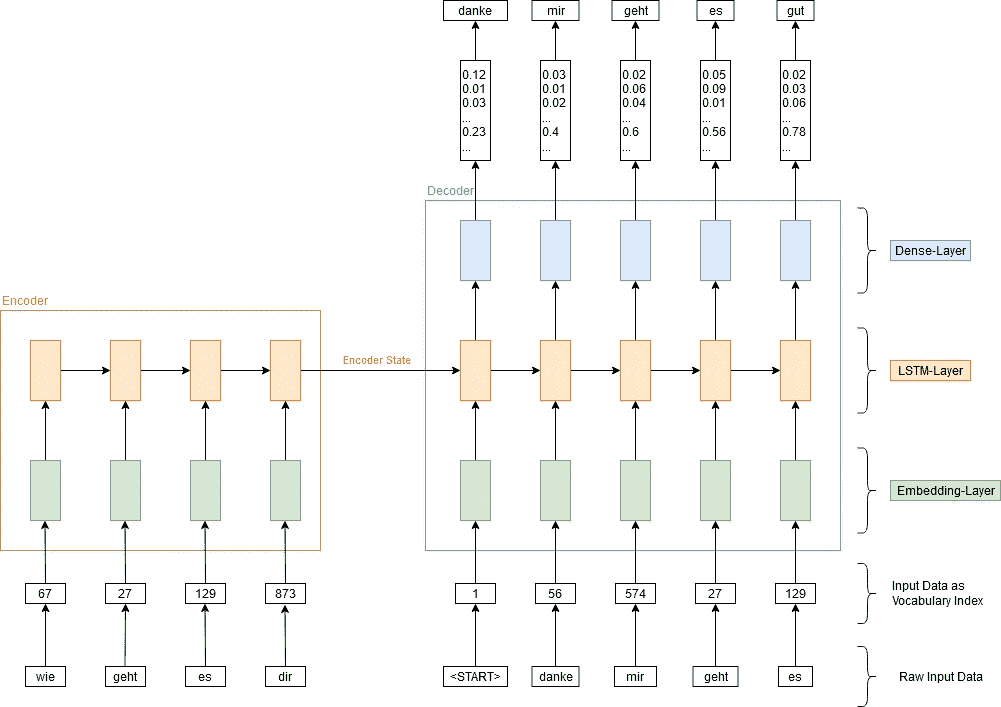 danke mir geht es gut
0.12 0.03 0.02 0.05 0.02
0.01 0.01 0.06 0.09 0.03
0.03 0.02 0.04 0.01 0.06
... ... ... ... ...
0.23 0.4 0.6 0.56 0.78
... ... ... ... ...
Decoder
Dense-Layer
Encoder
Encoder State
LSTM-Layer
Embedding-Layer
67 27 129 873 1 56 574 27 129
Input Data as
Vocabulary Index
wie geht es dir <START> danke mir geht es
Raw Input Data